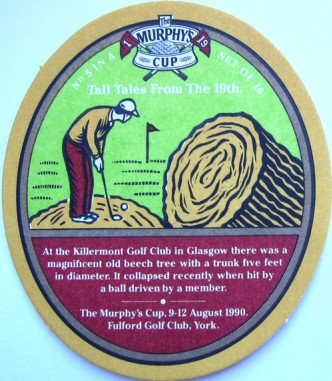 The
MURPHY'S
CUP
1 19
No 5 IN A SET OF 18
Tall Tales From The 19th.
At the Killermont Golf Club in Glasgow there was a
magnificent old beech tree with a trunk five feet
in diameter. It collapsed recently when hit by
a ball driven by a member.
The Murphy's Cup, 9-12 August 1990.
Fulford Golf Club, York.